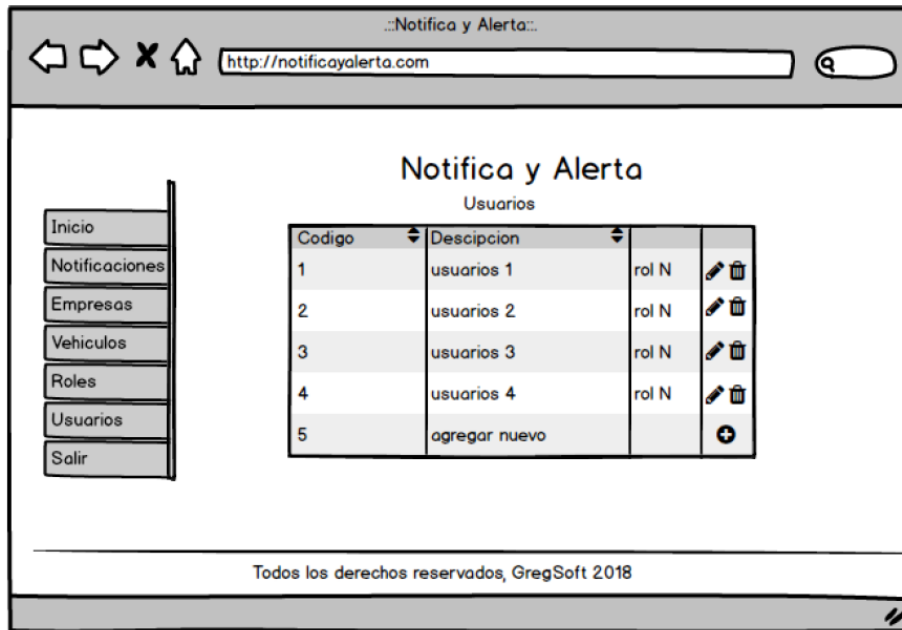 .::Notifica y Alerta::.
http://notificayalerta.com
Notifica y Alerta
Usuarios
Inicio
Notificaciones
Empresas
Vehiculos
Roles
Usuarios
Salir
Codigo Descipcion
1 usuarios 1 rol N
2 usuarios 2 rol N
3 usuarios 3 rol N
4 usuarios 4 rol N
5 agregar nuevo
Todos los derechos reservados, GregSoft 2018